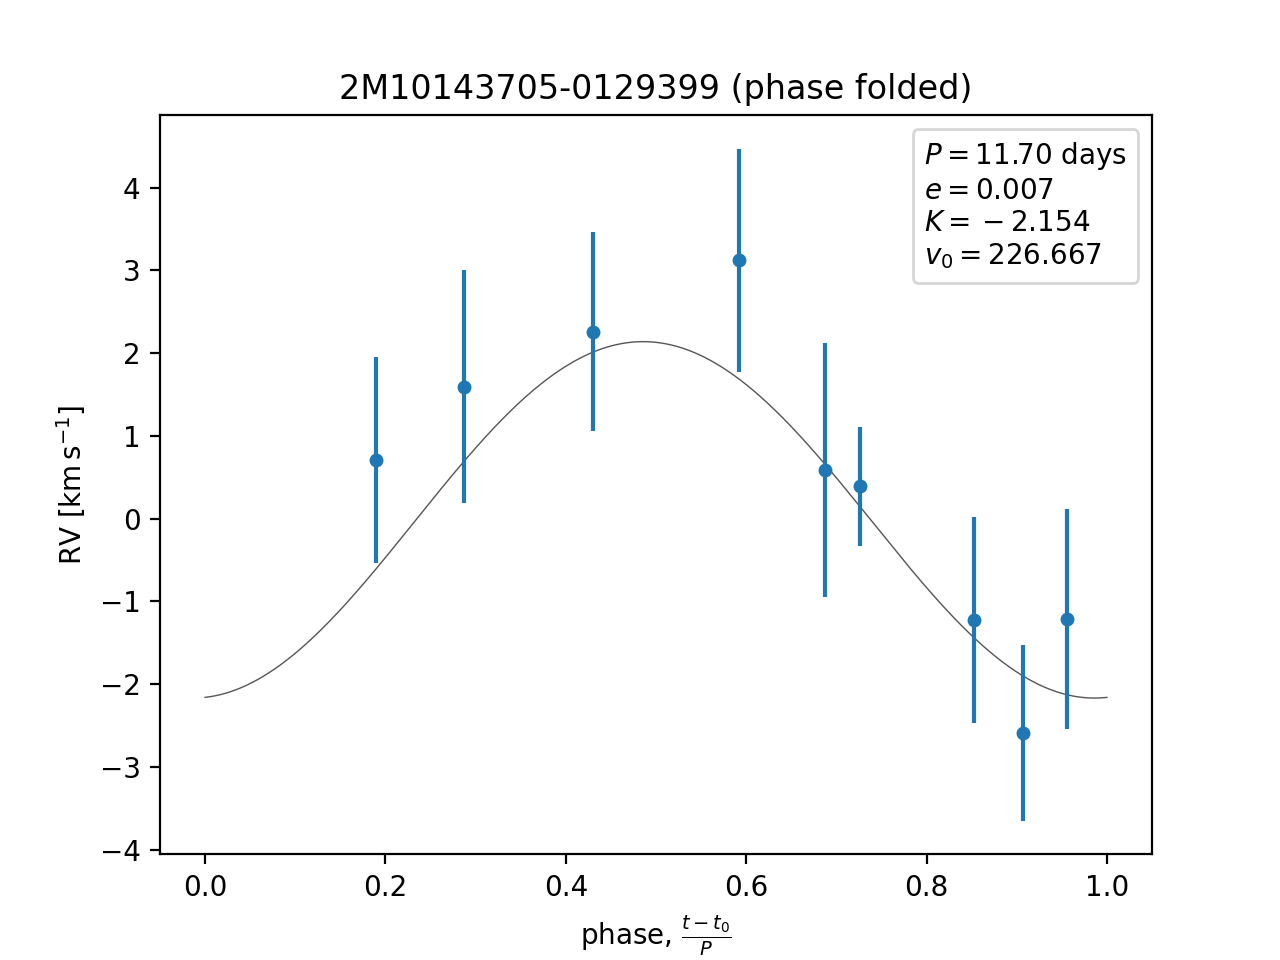 2M10143705-0129399 (phase folded)
P = 11.70 days
e = 0.007
K = −2.154
v₀ = 226.667
RV [km s⁻¹]
4
3
2
1
0
−1
−2
−3
−4
0.0 0.2 0.4 0.6 0.8 1.0
phase, (t − t₀)/P